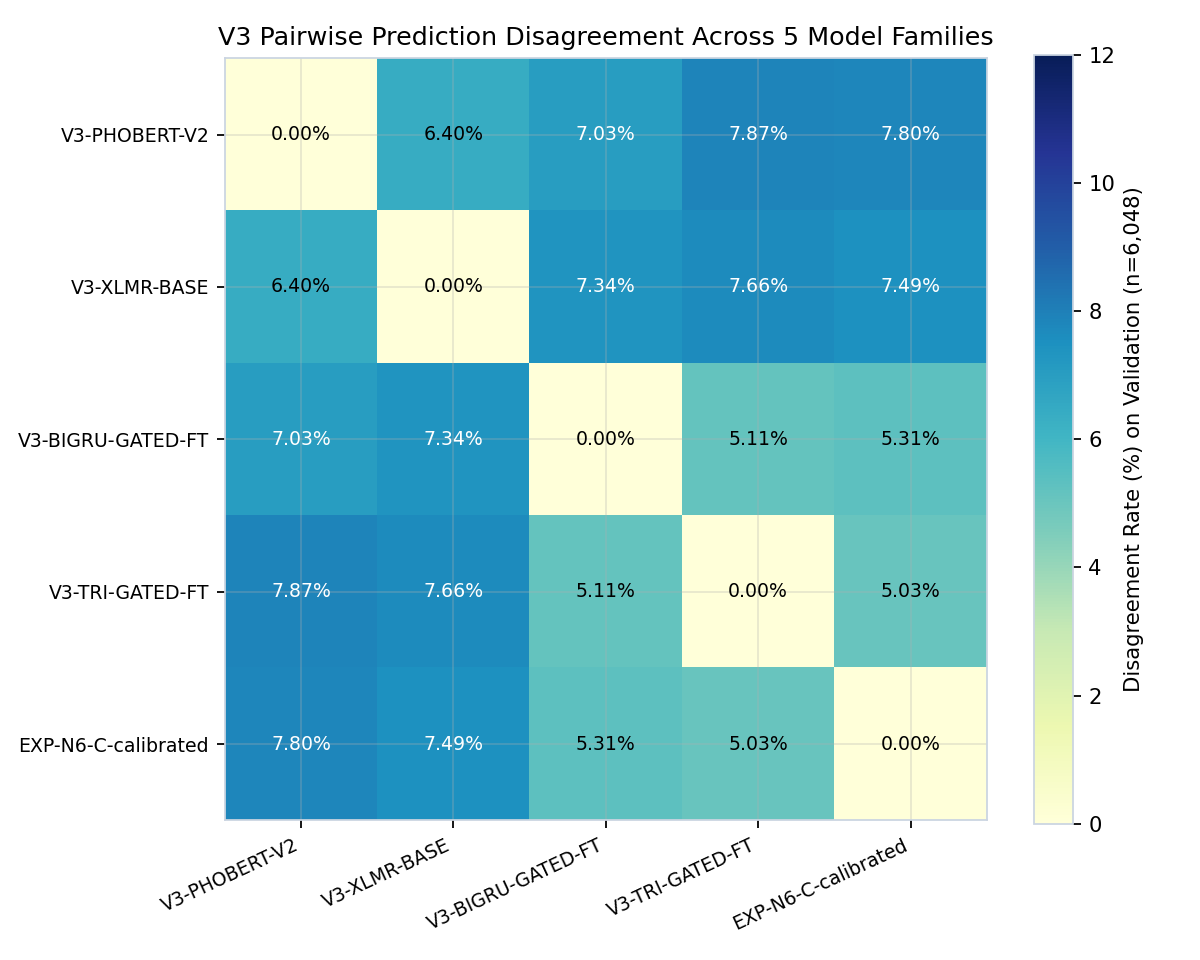 V3 Pairwise Prediction Disagreement Across 5 Model Families
V3-PHOBERT-V2 0.00% 6.40% 7.03% 7.87% 7.80%
V3-XLMR-BASE 6.40% 0.00% 7.34% 7.66% 7.49%
V3-BIGRU-GATED-FT 7.03% 7.34% 0.00% 5.11% 5.31%
V3-TRI-GATED-FT 7.87% 7.66% 5.11% 0.00% 5.03%
EXP-N6-C-calibrated 7.80% 7.49% 5.31% 5.03% 0.00%
V3-PHOBERT-V2
V3-XLMR-BASE
V3-BIGRU-GATED-FT
V3-TRI-GATED-FT
EXP-N6-C-calibrated
12
10
8
6
4
2
0
Disagreement Rate (%) on Validation (n=6,048)